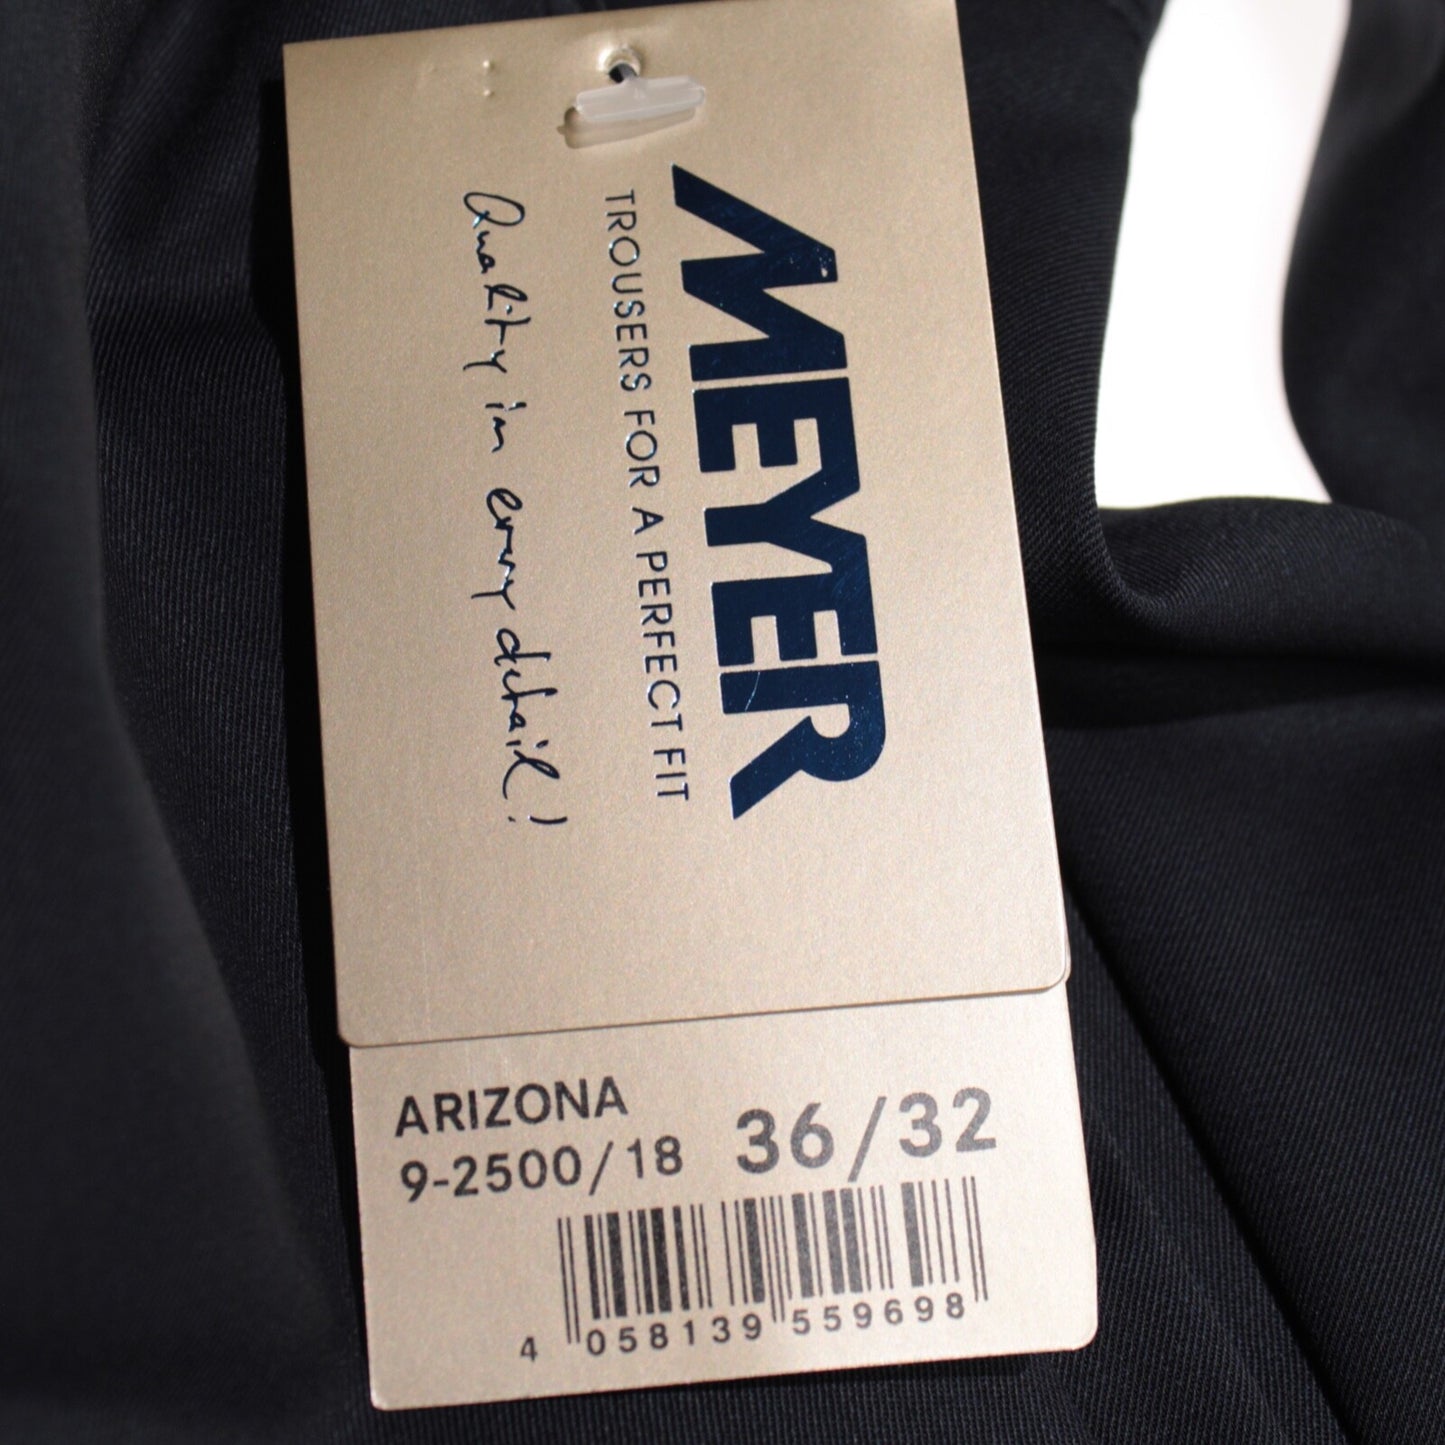 MEYER
TROUSERS FOR A PERFECT FIT
Quality in every detail!
ARIZONA
9-2500/18 36/32
4 058139 559698